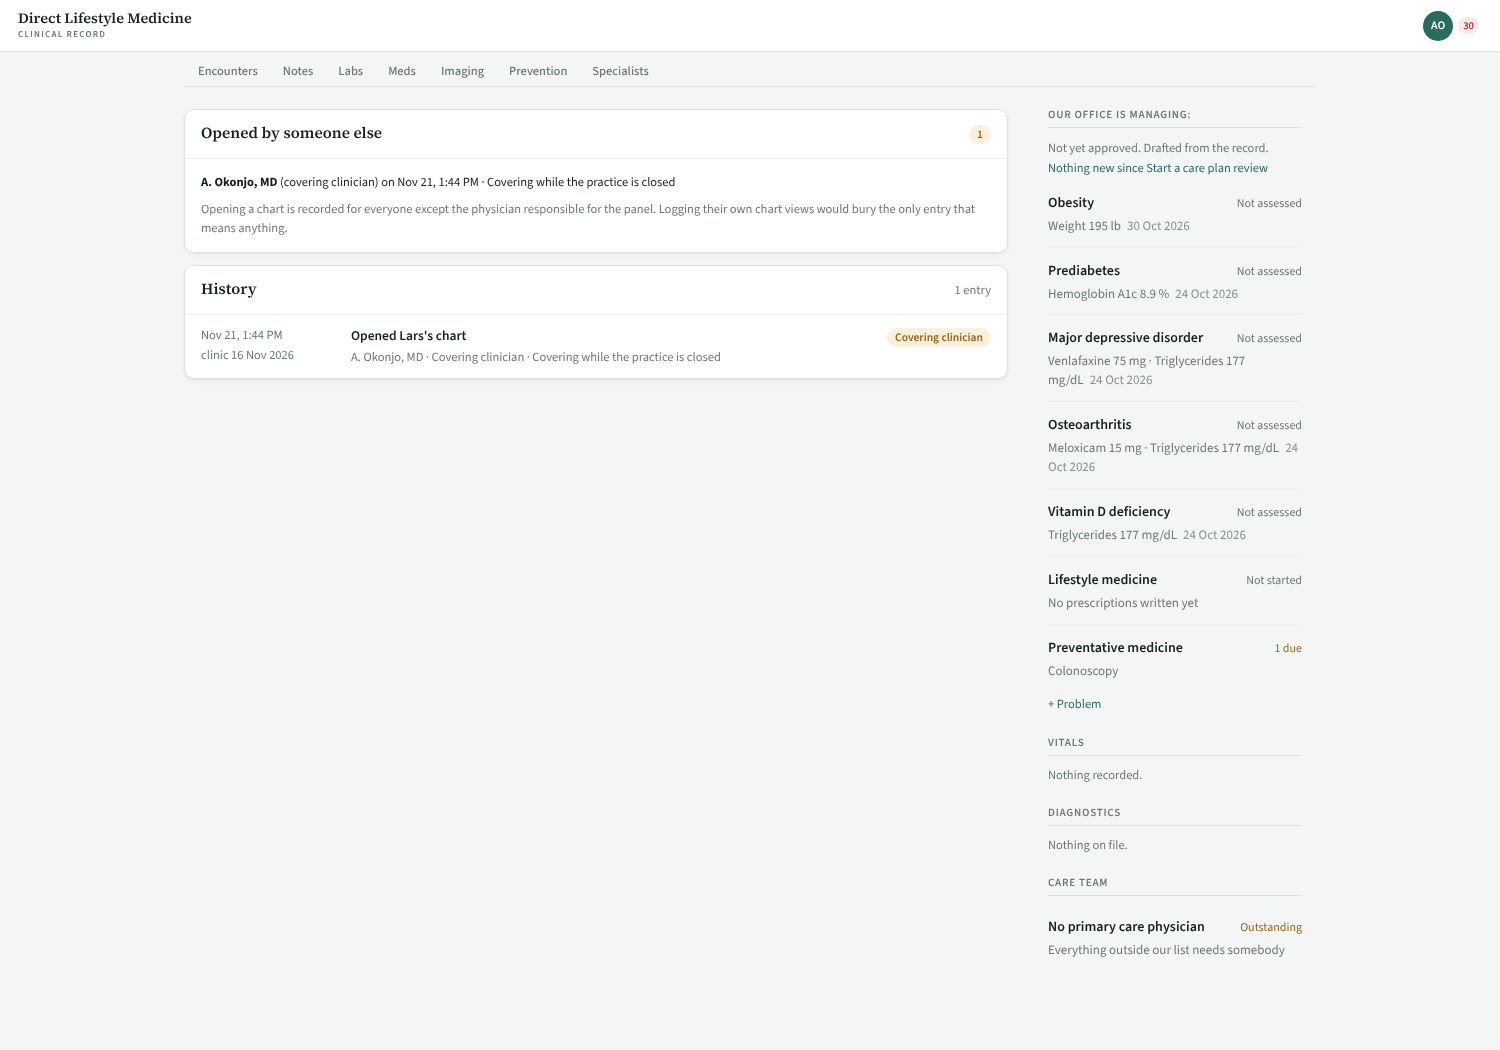 Direct Lifestyle Medicine
CLINICAL RECORD
AO
30
Encounters
Notes
Labs
Meds
Imaging
Prevention
Specialists
Opened by someone else
1
A. Okonjo, MD (covering clinician) on Nov 21, 1:44 PM · Covering while the practice is closed
Opening a chart is recorded for everyone except the physician responsible for the panel. Logging their own chart views would bury the only entry that
means anything.
History
1 entry
Nov 21, 1:44 PM
clinic 16 Nov 2026
Opened Lars's chart
A. Okonjo, MD · Covering clinician · Covering while the practice is closed
Covering clinician
OUR OFFICE IS MANAGING:
Not yet approved. Drafted from the record.
Nothing new since Start a care plan review
Obesity
Not assessed
Weight 195 lb 30 Oct 2026
Prediabetes
Not assessed
Hemoglobin A1c 8.9 % 24 Oct 2026
Major depressive disorder
Not assessed
Venlafaxine 75 mg · Triglycerides 177
mg/dL 24 Oct 2026
Osteoarthritis
Not assessed
Meloxicam 15 mg · Triglycerides 177 mg/dL 24
Oct 2026
Vitamin D deficiency
Not assessed
Triglycerides 177 mg/dL 24 Oct 2026
Lifestyle medicine
Not started
No prescriptions written yet
Preventative medicine
1 due
Colonoscopy
+ Problem
VITALS
Nothing recorded.
DIAGNOSTICS
Nothing on file.
CARE TEAM
No primary care physician
Outstanding
Everything outside our list needs somebody